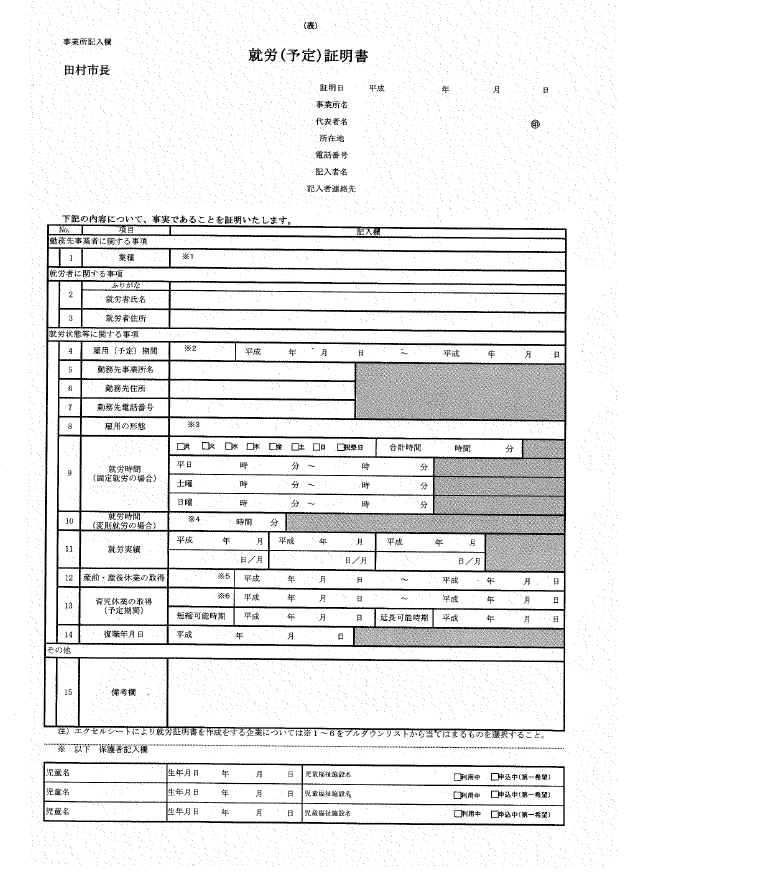 (表)
事業所記入欄
就労(予定)証明書
田村市長
証明日 平成 年 月 日
事業所名
代表者名 ㊞
所在地
電話番号
記入者名
記入者連絡先
下記の内容について、事実であることを証明いたします。
No. 項目 記入欄
勤務先事業者に関する事項
1 業種 ※1
就労者に関する事項
ふりがな
2 就労者氏名
3 就労者住所
就労状態等に関する事項
4 雇用(予定)期間 ※2 平成 年 月 日 ~ 平成 年 月 日
5 勤務先事業所名
6 勤務先住所
7 勤務先電話番号
8 雇用の形態 ※3
9 就労時間(固定就労の場合) □月 □火 □水 □木 □金 □土 □日 □祝祭日 合計時間 時間 分
平日 時 分 ~ 時 分
土曜 時 分 ~ 時 分
日曜 時 分 ~ 時 分
10 就労時間(変則就労の場合) ※4 時間 分
11 就労実績 平成 年 月 平成 年 月 平成 年 月
日/月 日/月 日/月
12 産前・産後休業の取得 ※5 平成 年 月 日 ~ 平成 年 月 日
13 育児休業の取得(予定期間) ※6 平成 年 月 日 ~ 平成 年 月 日
短縮可能時期 平成 年 月 日 延長可能時期 平成 年 月 日
14 復職年月日 平成 年 月 日
その他
15 備考欄
注)エクセルシートにより就労証明書を作成をする企業については※1~6をプルダウンリストから当てはまるものを選択すること。
※ 以下 保護者記入欄
児童名 生年月日 年 月 日 児童福祉施設名 □利用中 □申込中(第一希望)
児童名 生年月日 年 月 日 児童福祉施設名 □利用中 □申込中(第一希望)
児童名 生年月日 年 月 日 児童福祉施設名 □利用中 □申込中(第一希望)